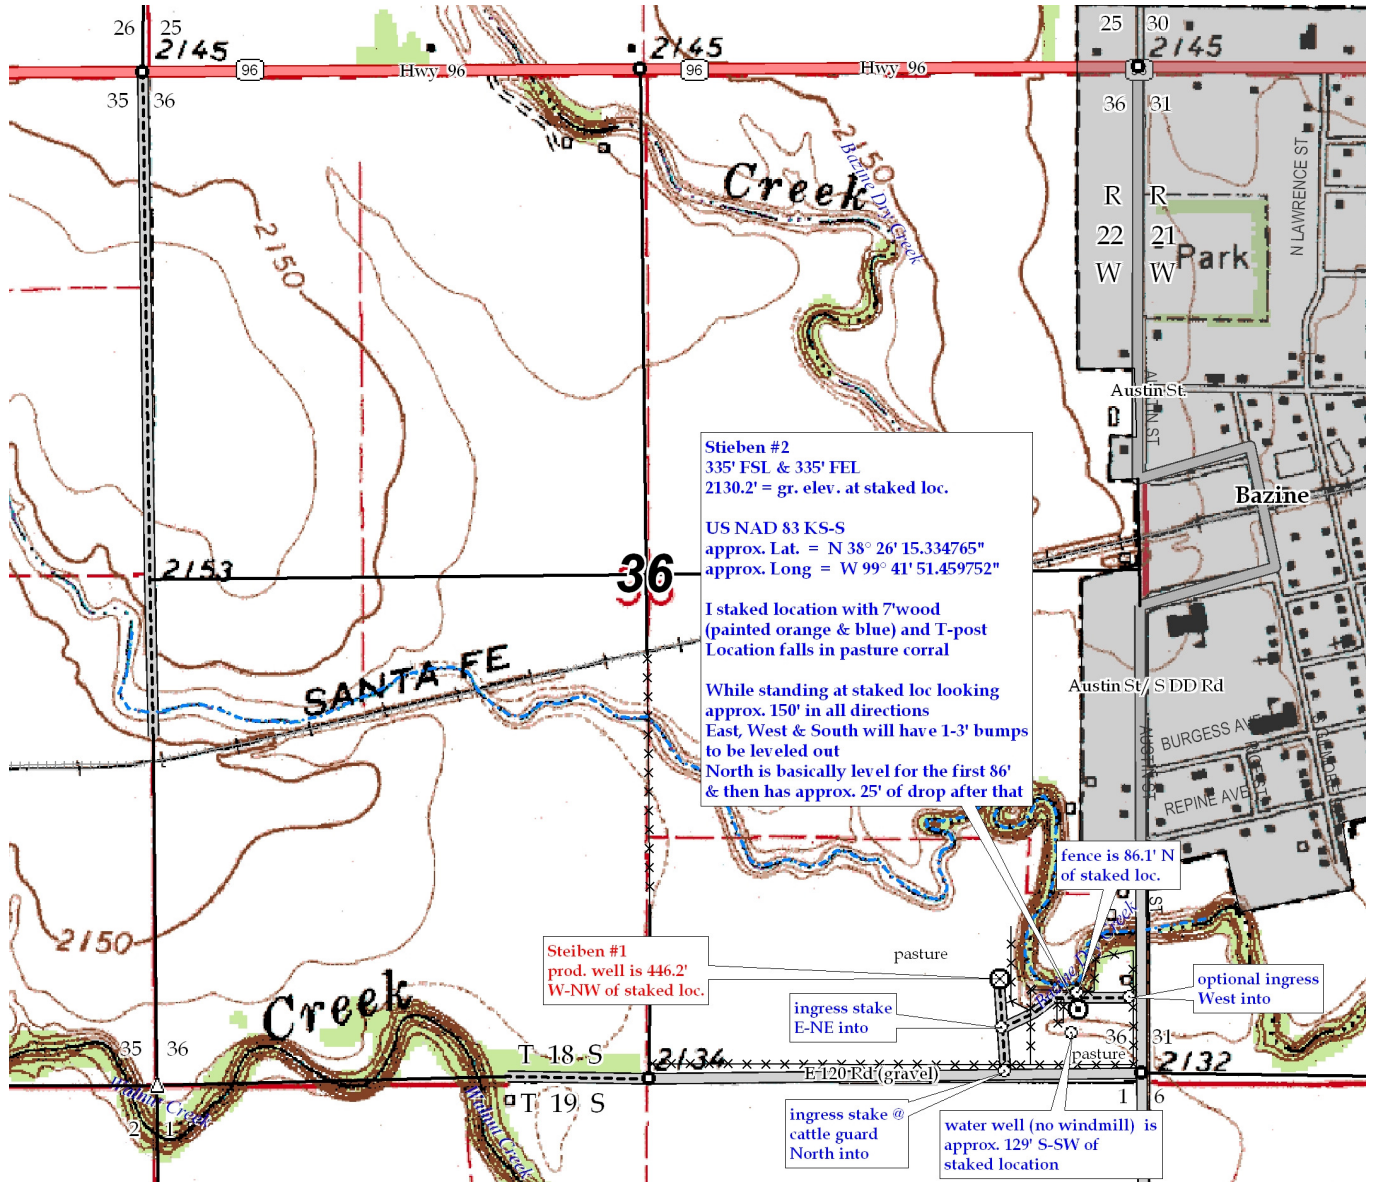 26 25
25 30
2145
2145
2145
96
Hwy 96
96
Hwy 96
35 36
36 31
2150
Bazine Dry Creek
Creek
R R
22 21
W W
Park
N LAWRENCE ST
2150
Austin St.
AUSTIN ST
Stieben #2
335' FSL & 335' FEL
2130.2' = gr. elev. at staked loc.
US NAD 83 KS-S
approx. Lat. = N 38° 26' 15.334765"
approx. Long = W 99° 41' 51.459752"
I staked location with 7'wood
(painted orange & blue) and T-post
Location falls in pasture corral
While standing at staked loc looking
approx. 150' in all directions
East, West & South will have 1-3' bumps
to be leveled out
North is basically level for the first 86'
& then has approx. 25' of drop after that
Bazine
2153
36
SANTA FE
Austin St/ S DD Rd
BURGESS AVE
AUSTIN ST
REPINE AVE
fence is 86.1' N
of staked loc.
ST
2150
Steiben #1
prod. well is 446.2'
W-NW of staked loc.
pasture
Bazine Dry Creek
optional ingress
West into
ingress stake
E-NE into
Creek
35 36
T 18 S
2134
E 120 Rd (gravel)
pasture
36 31
2132
Walnut Creek
Walnut Creek
T 19 S
2 1
1 6
ingress stake @
cattle guard
North into
water well (no windmill) is
approx. 129' S-SW of
staked location